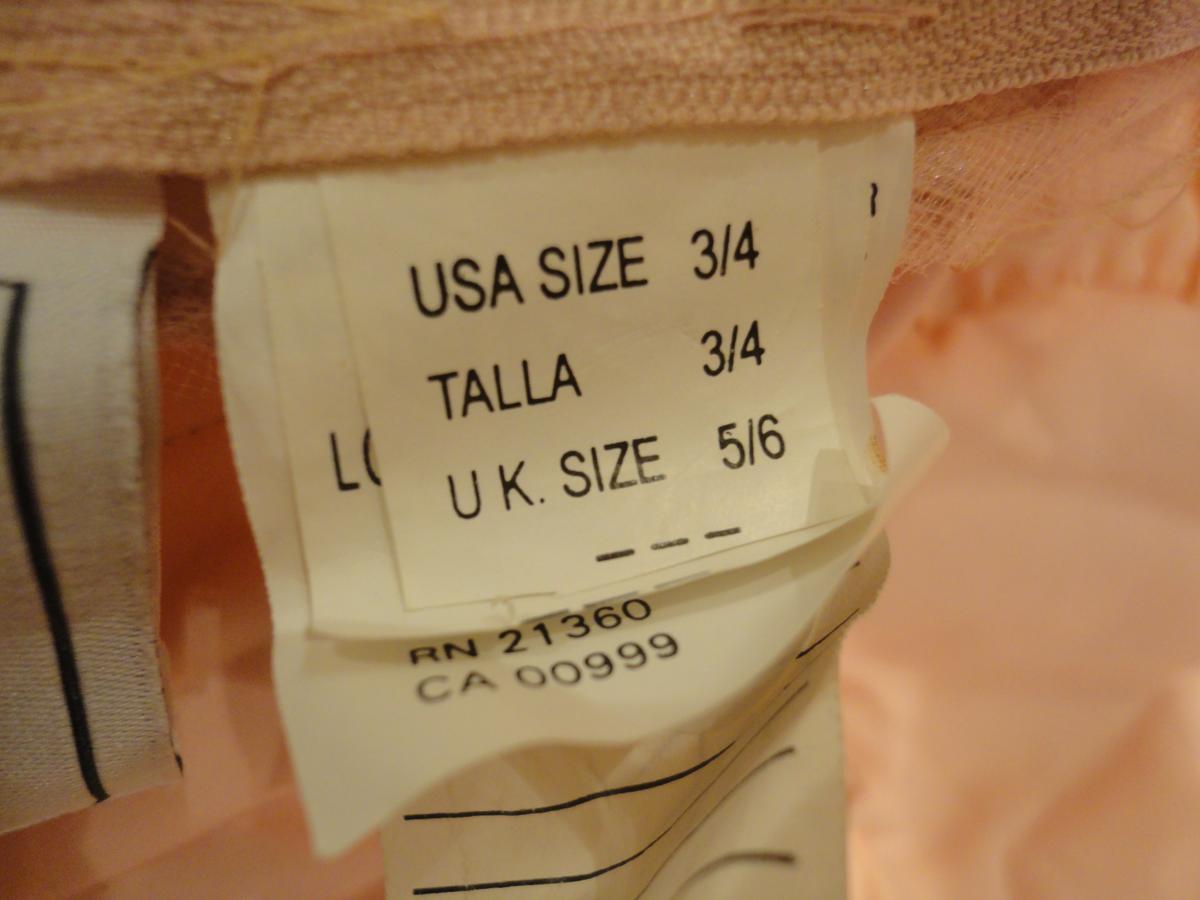 USA SIZE 3/4
TALLA 3/4
U K. SIZE 5/6
RN 21360
CA 00999